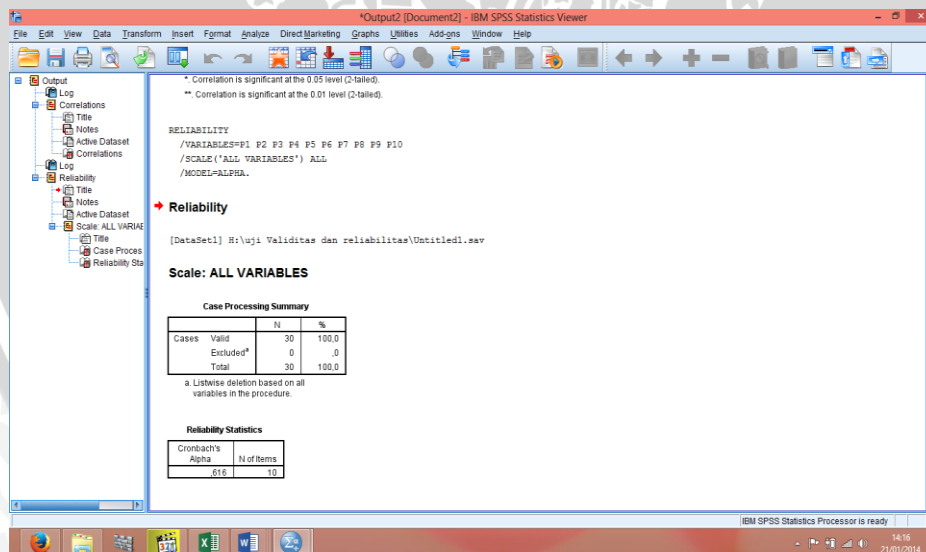 *Output2 [Document2] - IBM SPSS Statistics Viewer
File Edit View Data Transform Insert Format Analyze Direct Marketing Graphs Utilities Add-ons Window Help
Output
Log
Correlations
Title
Notes
Active Dataset
Correlations
Log
Reliability
Title
Notes
Active Dataset
Scale: ALL VARIAE
Title
Case Proces
Reliability Sta
*. Correlation is significant at the 0.05 level (2-tailed).
**. Correlation is significant at the 0.01 level (2-tailed).
RELIABILITY
/VARIABLES=P1 P2 P3 P4 P5 P6 P7 P8 P9 P10
/SCALE('ALL VARIABLES') ALL
/MODEL=ALPHA.
Reliability
[DataSet1] H:\uji Validitas dan reliabilitas\Untitled1.sav
Scale: ALL VARIABLES
Case Processing Summary
N %
Cases Valid 30 100,0
Excluded a 0 ,0
Total 30 100,0
a. Listwise deletion based on all
variables in the procedure.
Reliability Statistics
Cronbach's
Alpha N of Items
,616 10
IBM SPSS Statistics Processor is ready
14:16
21/01/2014